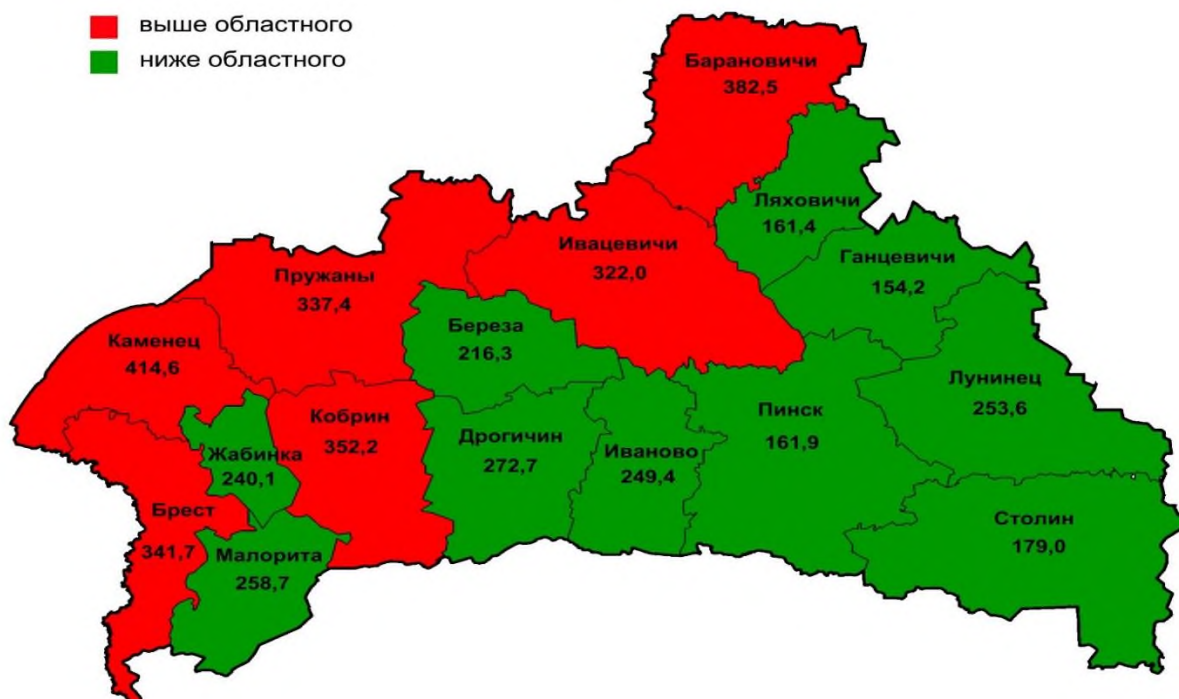 выше областного
ниже областного
Барановичи
382,5
Ляховичи
161,4
Ивацевичи
322,0
Ганцевичи
154,2
Пружаны
337,4
Береза
216,3
Каменец
414,6
Лунинец
253,6
Кобрин
352,2
Дрогичин
272,7
Иваново
249,4
Пинск
161,9
Жабинка
240,1
Брест
341,7
Малорита
258,7
Столин
179,0